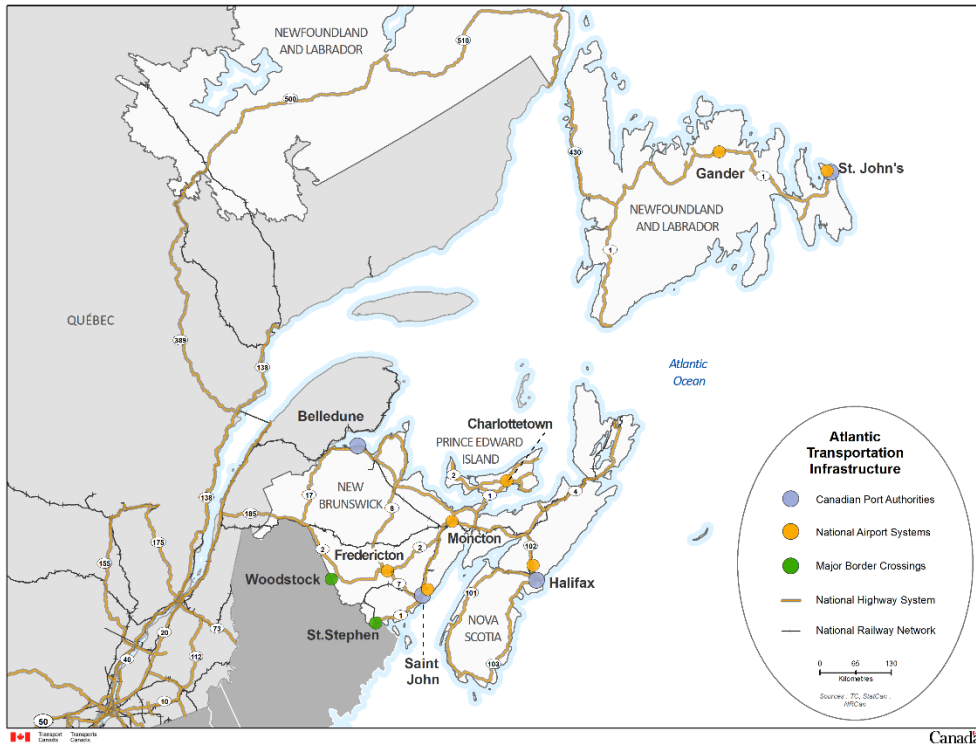 NEWFOUNDLAND
AND LABRADOR
510
500
430
1
Gander
St. John's
NEWFOUNDLAND
AND LABRADOR
1
QUÉBEC
389
138
Atlantic
Ocean
Belledune
Charlottetown
PRINCE EDWARD
ISLAND
2
1
17
NEW
BRUNSWICK
8
4
138
185
Moncton
102
2
Fredericton
2
175
155
Woodstock
7
Halifax
101
1
St.Stephen
NOVA
SCOTIA
103
20
73
40
112
10
50
Saint
John
Atlantic
Transportation
Infrastructure
Canadian Port Authorities
National Airport Systems
Major Border Crossings
National Highway System
National Railway Network
0 65 130
Kilometres
Sources : TC, StatCan ,
NRCan
Transport Transports
Canada Canada
Canada